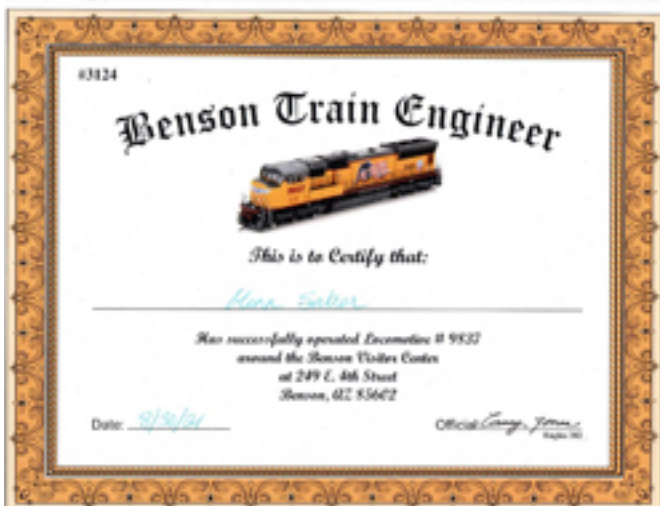 #3124
Benson Train Engineer
This is to Certify that:
Has successfully operated Locomotive # 9837
around the Benson Visitor Center
at 249 E. 4th Street
Benson, AZ 85602
Date:
Official: